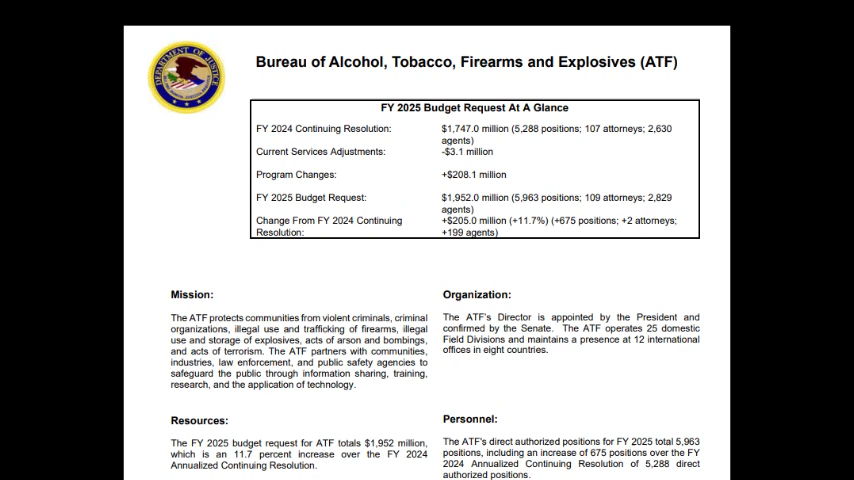 DEPARTMENT OF JUSTICE
Bureau of Alcohol, Tobacco, Firearms and Explosives (ATF)
FY 2025 Budget Request At A Glance
FY 2024 Continuing Resolution: $1,747.0 million (5,288 positions; 107 attorneys; 2,630
agents)
Current Services Adjustments: -$3.1 million
Program Changes: +$208.1 million
FY 2025 Budget Request: $1,952.0 million (5,963 positions; 109 attorneys; 2,829
agents)
Change From FY 2024 Continuing +$205.0 million (+11.7%) (+675 positions; +2 attorneys;
Resolution: +199 agents)
Mission:
The ATF protects communities from violent criminals, criminal
organizations, illegal use and trafficking of firearms, illegal
use and storage of explosives, acts of arson and bombings,
and acts of terrorism. The ATF partners with communities,
industries, law enforcement, and public safety agencies to
safeguard the public through information sharing, training,
research, and the application of technology.
Organization:
The ATF's Director is appointed by the President and
confirmed by the Senate. The ATF operates 25 domestic
Field Divisions and maintains a presence at 12 international
offices in eight countries.
Resources:
The FY 2025 budget request for ATF totals $1,952 million,
which is an 11.7 percent increase over the FY 2024
Annualized Continuing Resolution.
Personnel:
The ATF's direct authorized positions for FY 2025 total 5,963
positions, including an increase of 675 positions over the FY
2024 Annualized Continuing Resolution of 5,288 direct
authorized positions.